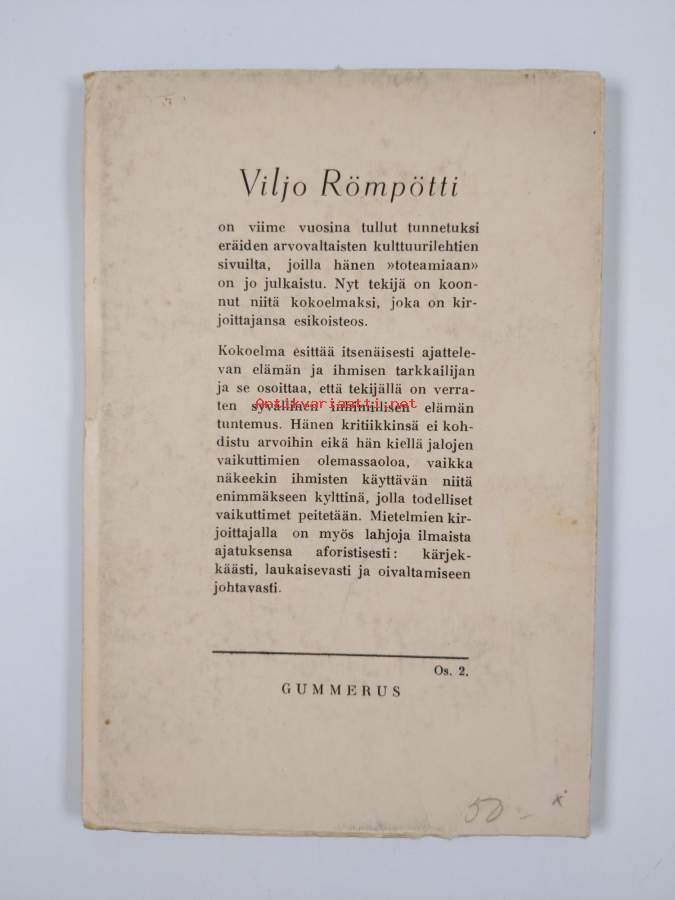 Viljo Römpötti
on viime vuosina tullut tunnetuksi
eräiden arvovaltaisten kulttuurilehtien
sivuilta, joilla hänen »toteamiaan»
on jo julkaistu. Nyt tekijä on koon-
nut niitä kokoelmaksi, joka on kir-
joittajansa esikoisteos.
Kokoelma esittää itsenäisesti ajattele-
van elämän ja ihmisen tarkkailijan
ja se osoittaa, että tekijällä on verra-
ten syvällinen inhimillisen elämän
Antikvariaatti.net
tuntemus. Hänen kritiikkinsä ei koh-
distu arvoihin eikä hän kiellä jalojen
vaikuttimien olemassaoloa, vaikka
näkeekin ihmisten käyttävän niitä
enimmäkseen kylttinä, jolla todelliset
vaikuttimet peitetään. Mietelmien kir-
joittajalla on myös lahjoja ilmaista
ajatuksensa aforistisesti: kärjek-
käästi, laukaisevasti ja oivaltamiseen
johtavasti.
Os. 2.
GUMMERUS
50 – x